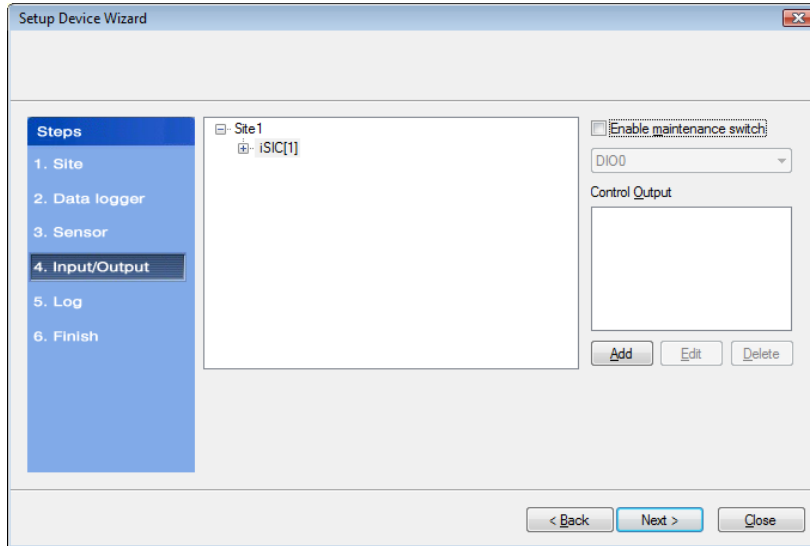 Setup Device Wizard
Steps
1. Site
2. Data logger
3. Sensor
4. Input/Output
5. Log
6. Finish
Site1
iSIC[1]
Enable maintenance switch
DIO0
Control Output
Add Edit Delete
< Back Next > Close